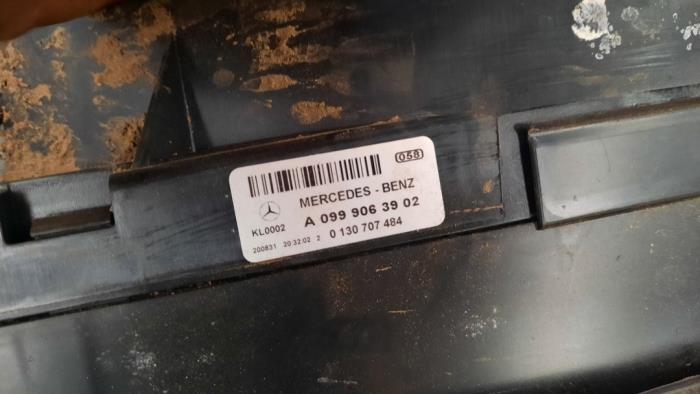 058
MERCEDES - BENZ
A 099 906 39 02
KL0002
0 130 707 484
200831 20:32:02 2